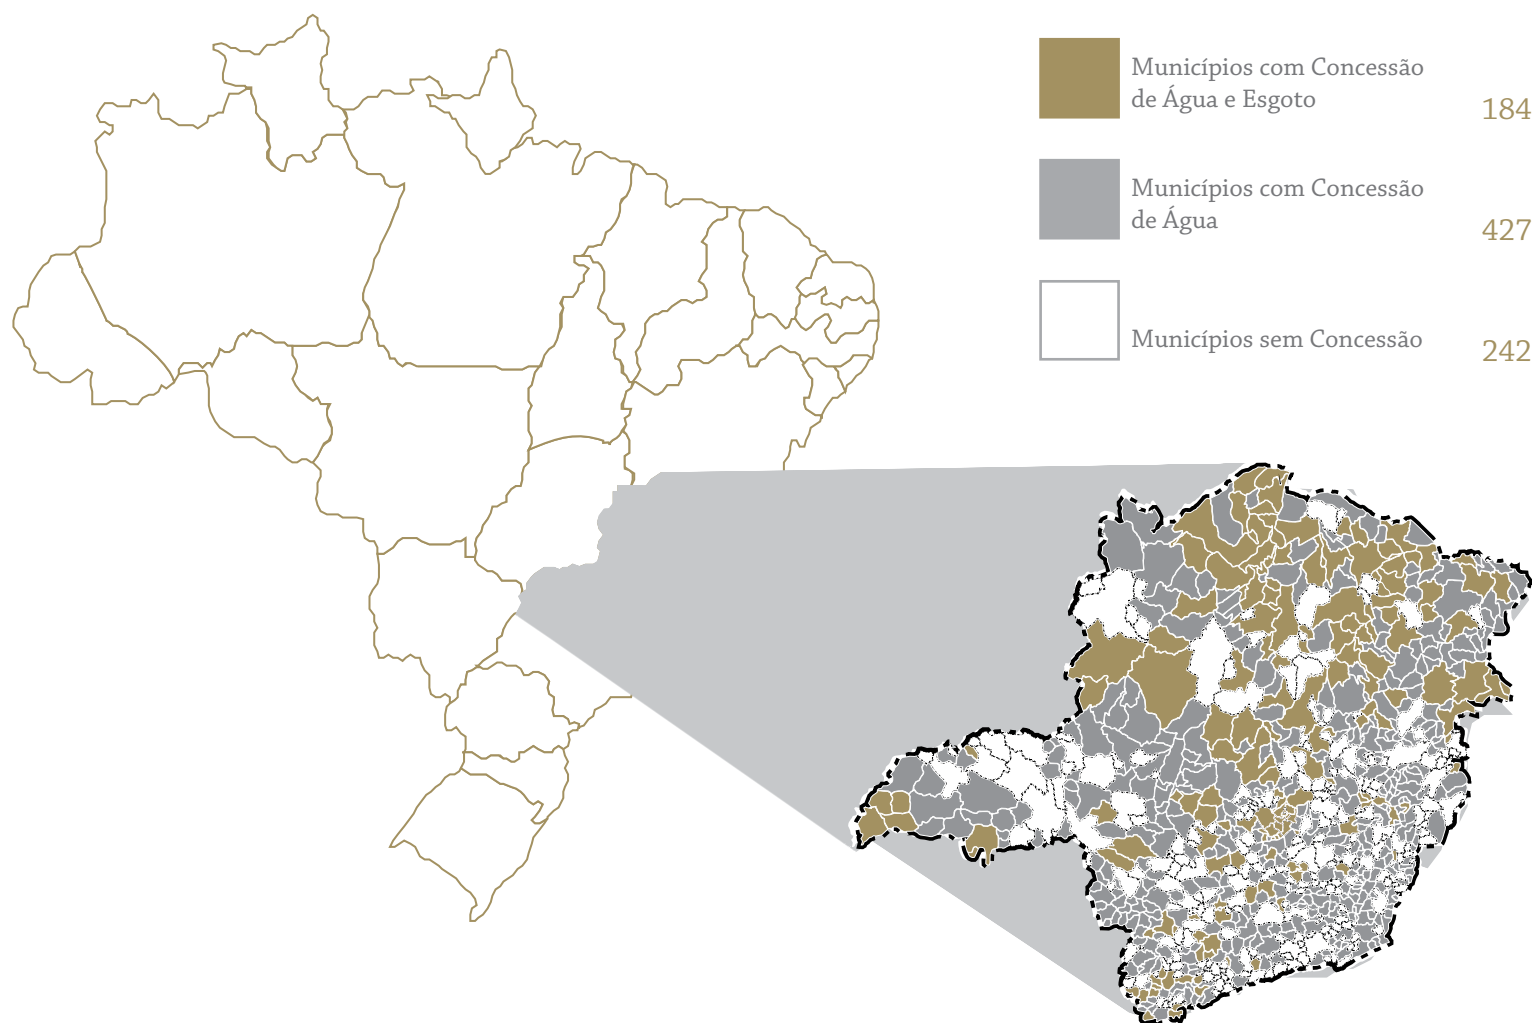 Municípios com Concessão
de Água e Esgoto
184
Municípios com Concessão
de Água
427
Municípios sem Concessão
242